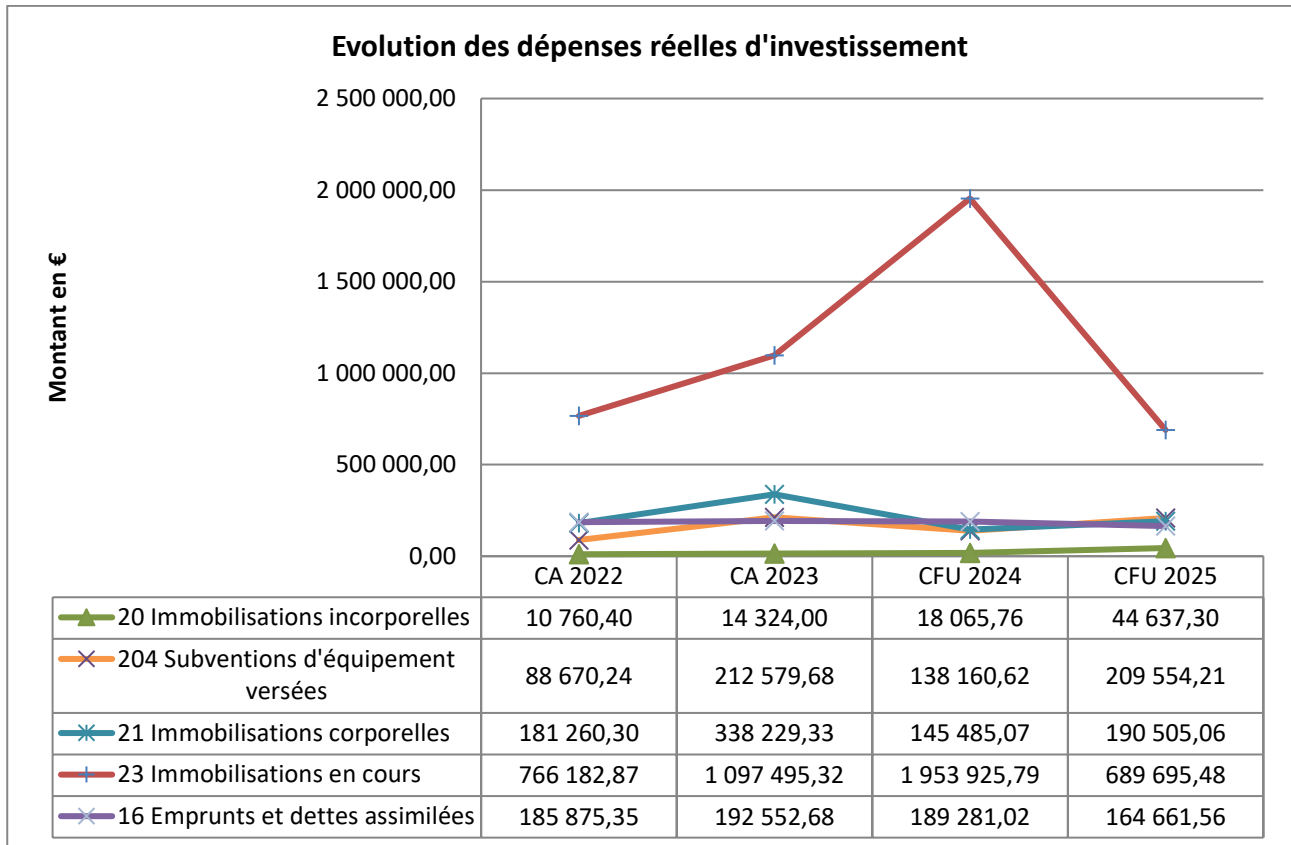 Evolution des dépenses réelles d'investissement
Montant en €
2 500 000,00
2 000 000,00
1 500 000,00
1 000 000,00
500 000,00
0,00
CA 2022 CA 2023 CFU 2024 CFU 2025
20 Immobilisations incorporelles 10 760,40 14 324,00 18 065,76 44 637,30
204 Subventions d'équipement
versées 88 670,24 212 579,68 138 160,62 209 554,21
21 Immobilisations corporelles 181 260,30 338 229,33 145 485,07 190 505,06
23 Immobilisations en cours 766 182,87 1 097 495,32 1 953 925,79 689 695,48
16 Emprunts et dettes assimilées 185 875,35 192 552,68 189 281,02 164 661,56